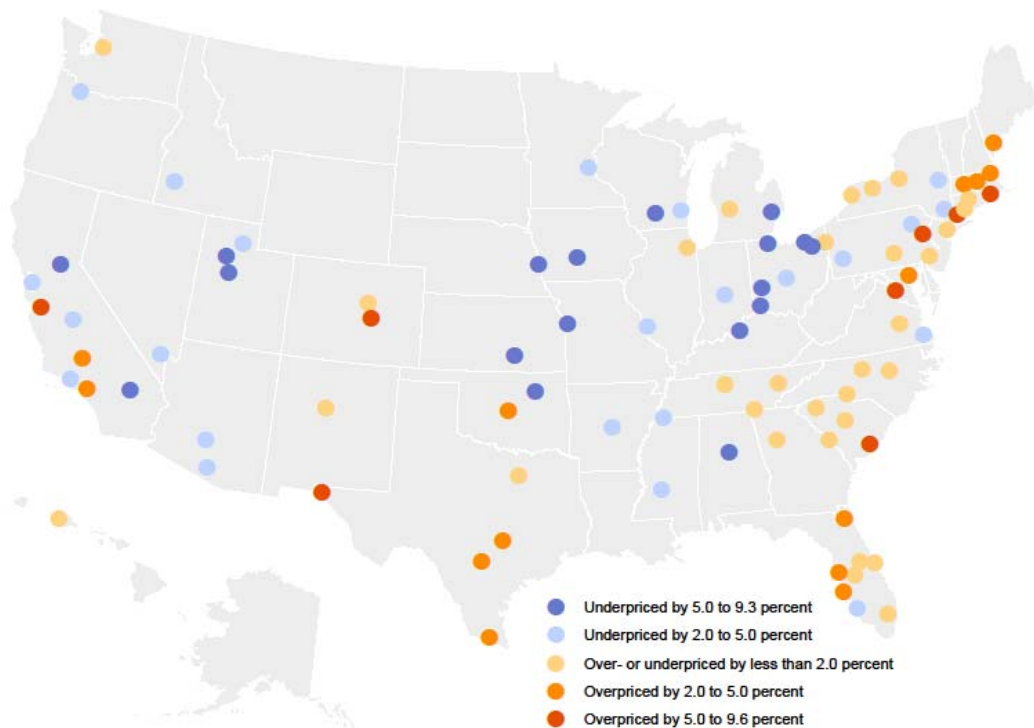 Underpriced by 5.0 to 9.3 percent
Underpriced by 2.0 to 5.0 percent
Over- or underpriced by less than 2.0 percent
Overpriced by 2.0 to 5.0 percent
Overpriced by 5.0 to 9.6 percent